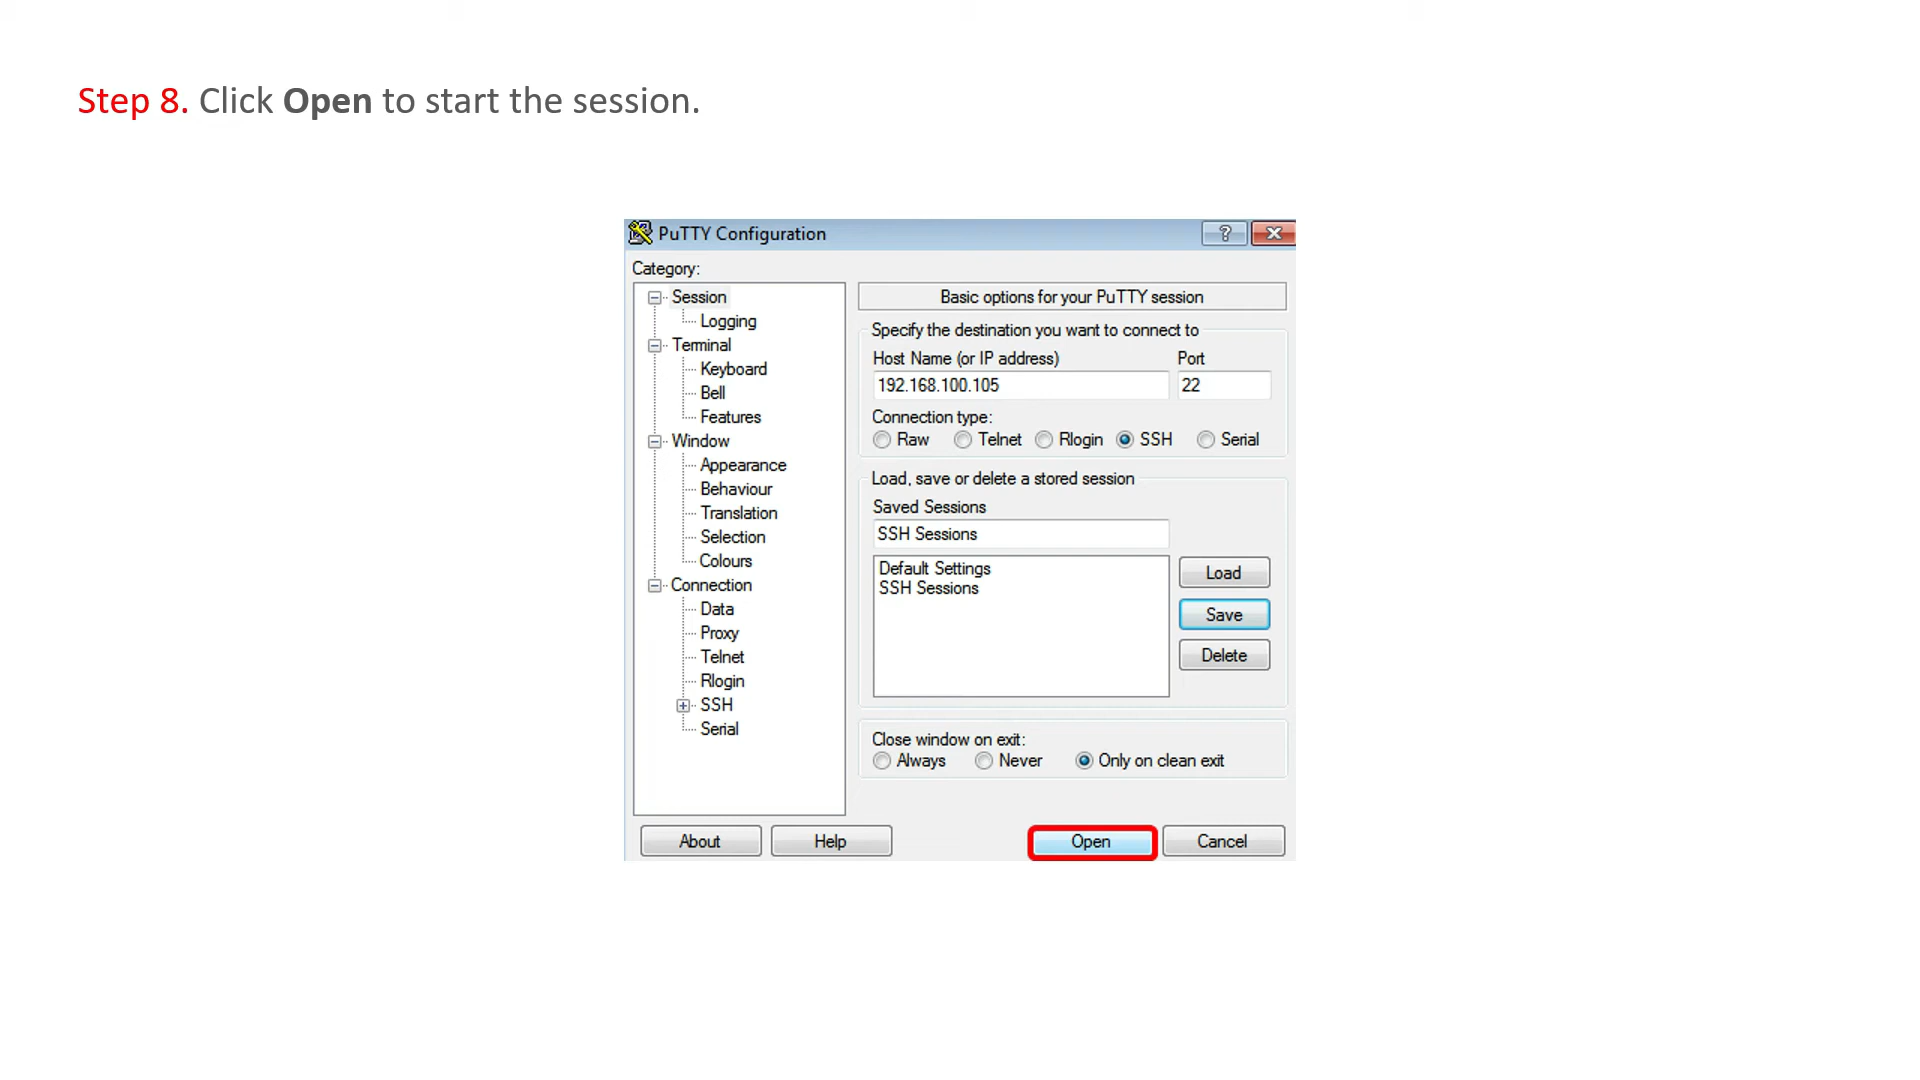 Step 8. Click Open to start the session.
PuTTY Configuration
?
Category:
Session
Logging
Terminal
Keyboard
Bell
Features
Window
Appearance
Behaviour
Translation
Selection
Colours
Connection
Data
Proxy
Telnet
Rlogin
SSH
Serial
Basic options for your PuTTY session
Specify the destination you want to connect to
Host Name (or IP address) Port
192.168.100.105 22
Connection type:
Raw Telnet Rlogin SSH Serial
Load, save or delete a stored session
Saved Sessions
SSH Sessions
Default Settings
SSH Sessions
Load
Save
Delete
Close window on exit:
Always Never Only on clean exit
About Help Open Cancel